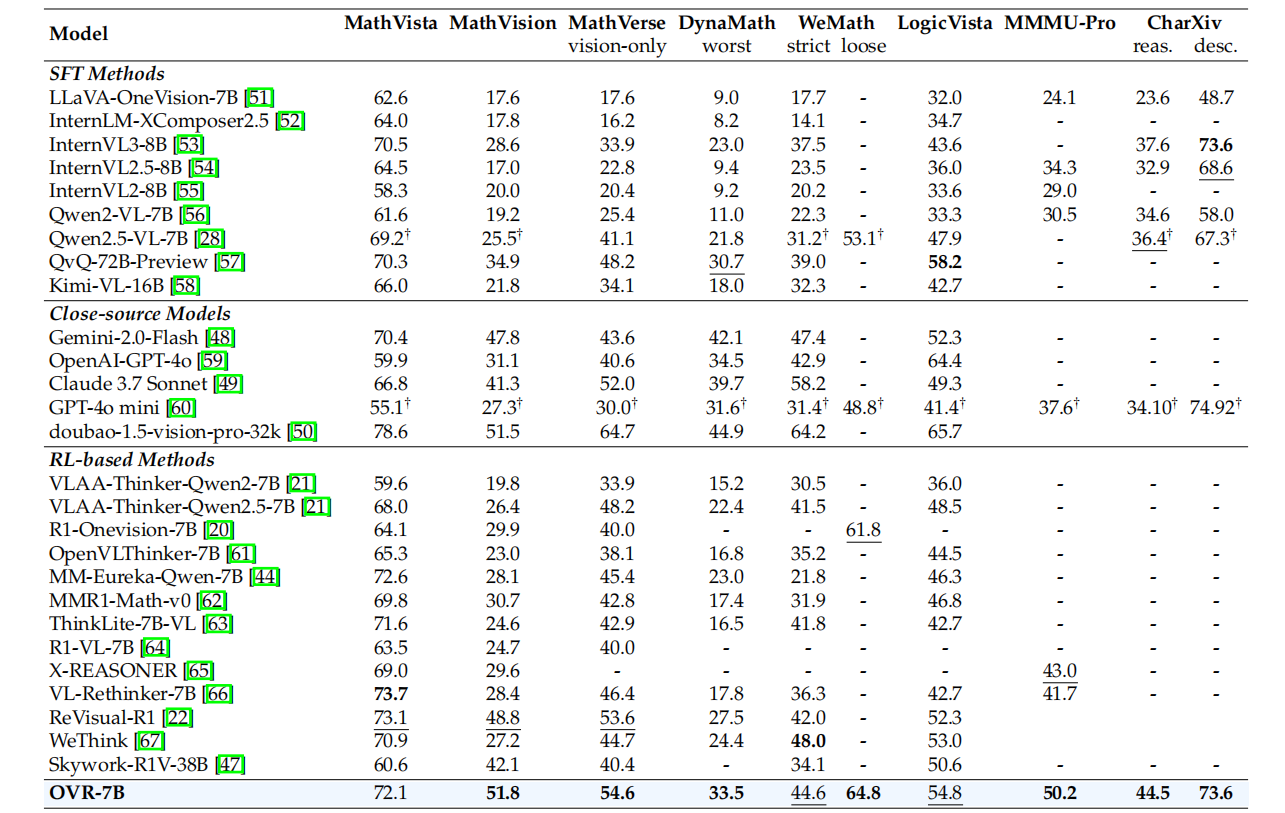 Model MathVista MathVision MathVerse DynaMath WeMath LogicVista MMMU-Pro CharXiv
vision-only worst strict loose reas. desc.
SFT Methods
LLaVA-OneVision-7B [51] 62.6 17.6 17.6 9.0 17.7 - 32.0 24.1 23.6 48.7
InternLM-XComposer2.5 [52] 64.0 17.8 16.2 8.2 14.1 - 34.7 - - -
InternVL3-8B [53] 70.5 28.6 33.9 23.0 37.5 - 43.6 - 37.6 73.6
InternVL2.5-8B [54] 64.5 17.0 22.8 9.4 23.5 - 36.0 34.3 32.9 68.6
InternVL2-8B [55] 58.3 20.0 20.4 9.2 20.2 - 33.6 29.0 - -
Qwen2-VL-7B [56] 61.6 19.2 25.4 11.0 22.3 - 33.3 30.5 34.6 58.0
Qwen2.5-VL-7B [28] 69.2† 25.5† 41.1 21.8 31.2† 53.1† 47.9 - 36.4† 67.3†
QvQ-72B-Preview [57] 70.3 34.9 48.2 30.7 39.0 - 58.2 - - -
Kimi-VL-16B [58] 66.0 21.8 34.1 18.0 32.3 - 42.7 - - -
Close-source Models
Gemini-2.0-Flash [48] 70.4 47.8 43.6 42.1 47.4 - 52.3 - - -
OpenAI-GPT-4o [59] 59.9 31.1 40.6 34.5 42.9 - 64.4 - - -
Claude 3.7 Sonnet [49] 66.8 41.3 52.0 39.7 58.2 - 49.3 - - -
GPT-4o mini [60] 55.1† 27.3† 30.0† 31.6† 31.4† 48.8† 41.4† 37.6† 34.10† 74.92†
doubao-1.5-vision-pro-32k [50] 78.6 51.5 64.7 44.9 64.2 - 65.7 - - -
RL-based Methods
VLAA-Thinker-Qwen2-7B [21] 59.6 19.8 33.9 15.2 30.5 - 36.0 - - -
VLAA-Thinker-Qwen2.5-7B [21] 68.0 26.4 48.2 22.4 41.5 - 48.5 - - -
R1-Onevision-7B [20] 64.1 29.9 40.0 - - 61.8 - - - -
OpenVLThinker-7B [61] 65.3 23.0 38.1 16.8 35.2 - 44.5 - - -
MM-Eureka-Qwen-7B [44] 72.6 28.1 45.4 23.0 21.8 - 46.3 - - -
MMR1-Math-v0 [62] 69.8 30.7 42.8 17.4 31.9 - 46.8 - - -
ThinkLite-7B-VL [63] 71.6 24.6 42.9 16.5 41.8 - 42.7 - - -
R1-VL-7B [64] 63.5 24.7 40.0 - - - - - - -
X-REASONER [65] 69.0 29.6 - - - - - 43.0 - -
VL-Rethinker-7B [66] 73.7 28.4 46.4 17.8 36.3 - 42.7 41.7 - -
ReVisual-R1 [22] 73.1 48.8 53.6 27.5 42.0 - 52.3
WeThink [67] 70.9 27.2 44.7 24.4 48.0 - 53.0
Skywork-R1V-38B [47] 60.6 42.1 40.4 - 34.1 - 50.6 - - -
OVR-7B 72.1 51.8 54.6 33.5 44.6 64.8 54.8 50.2 44.5 73.6